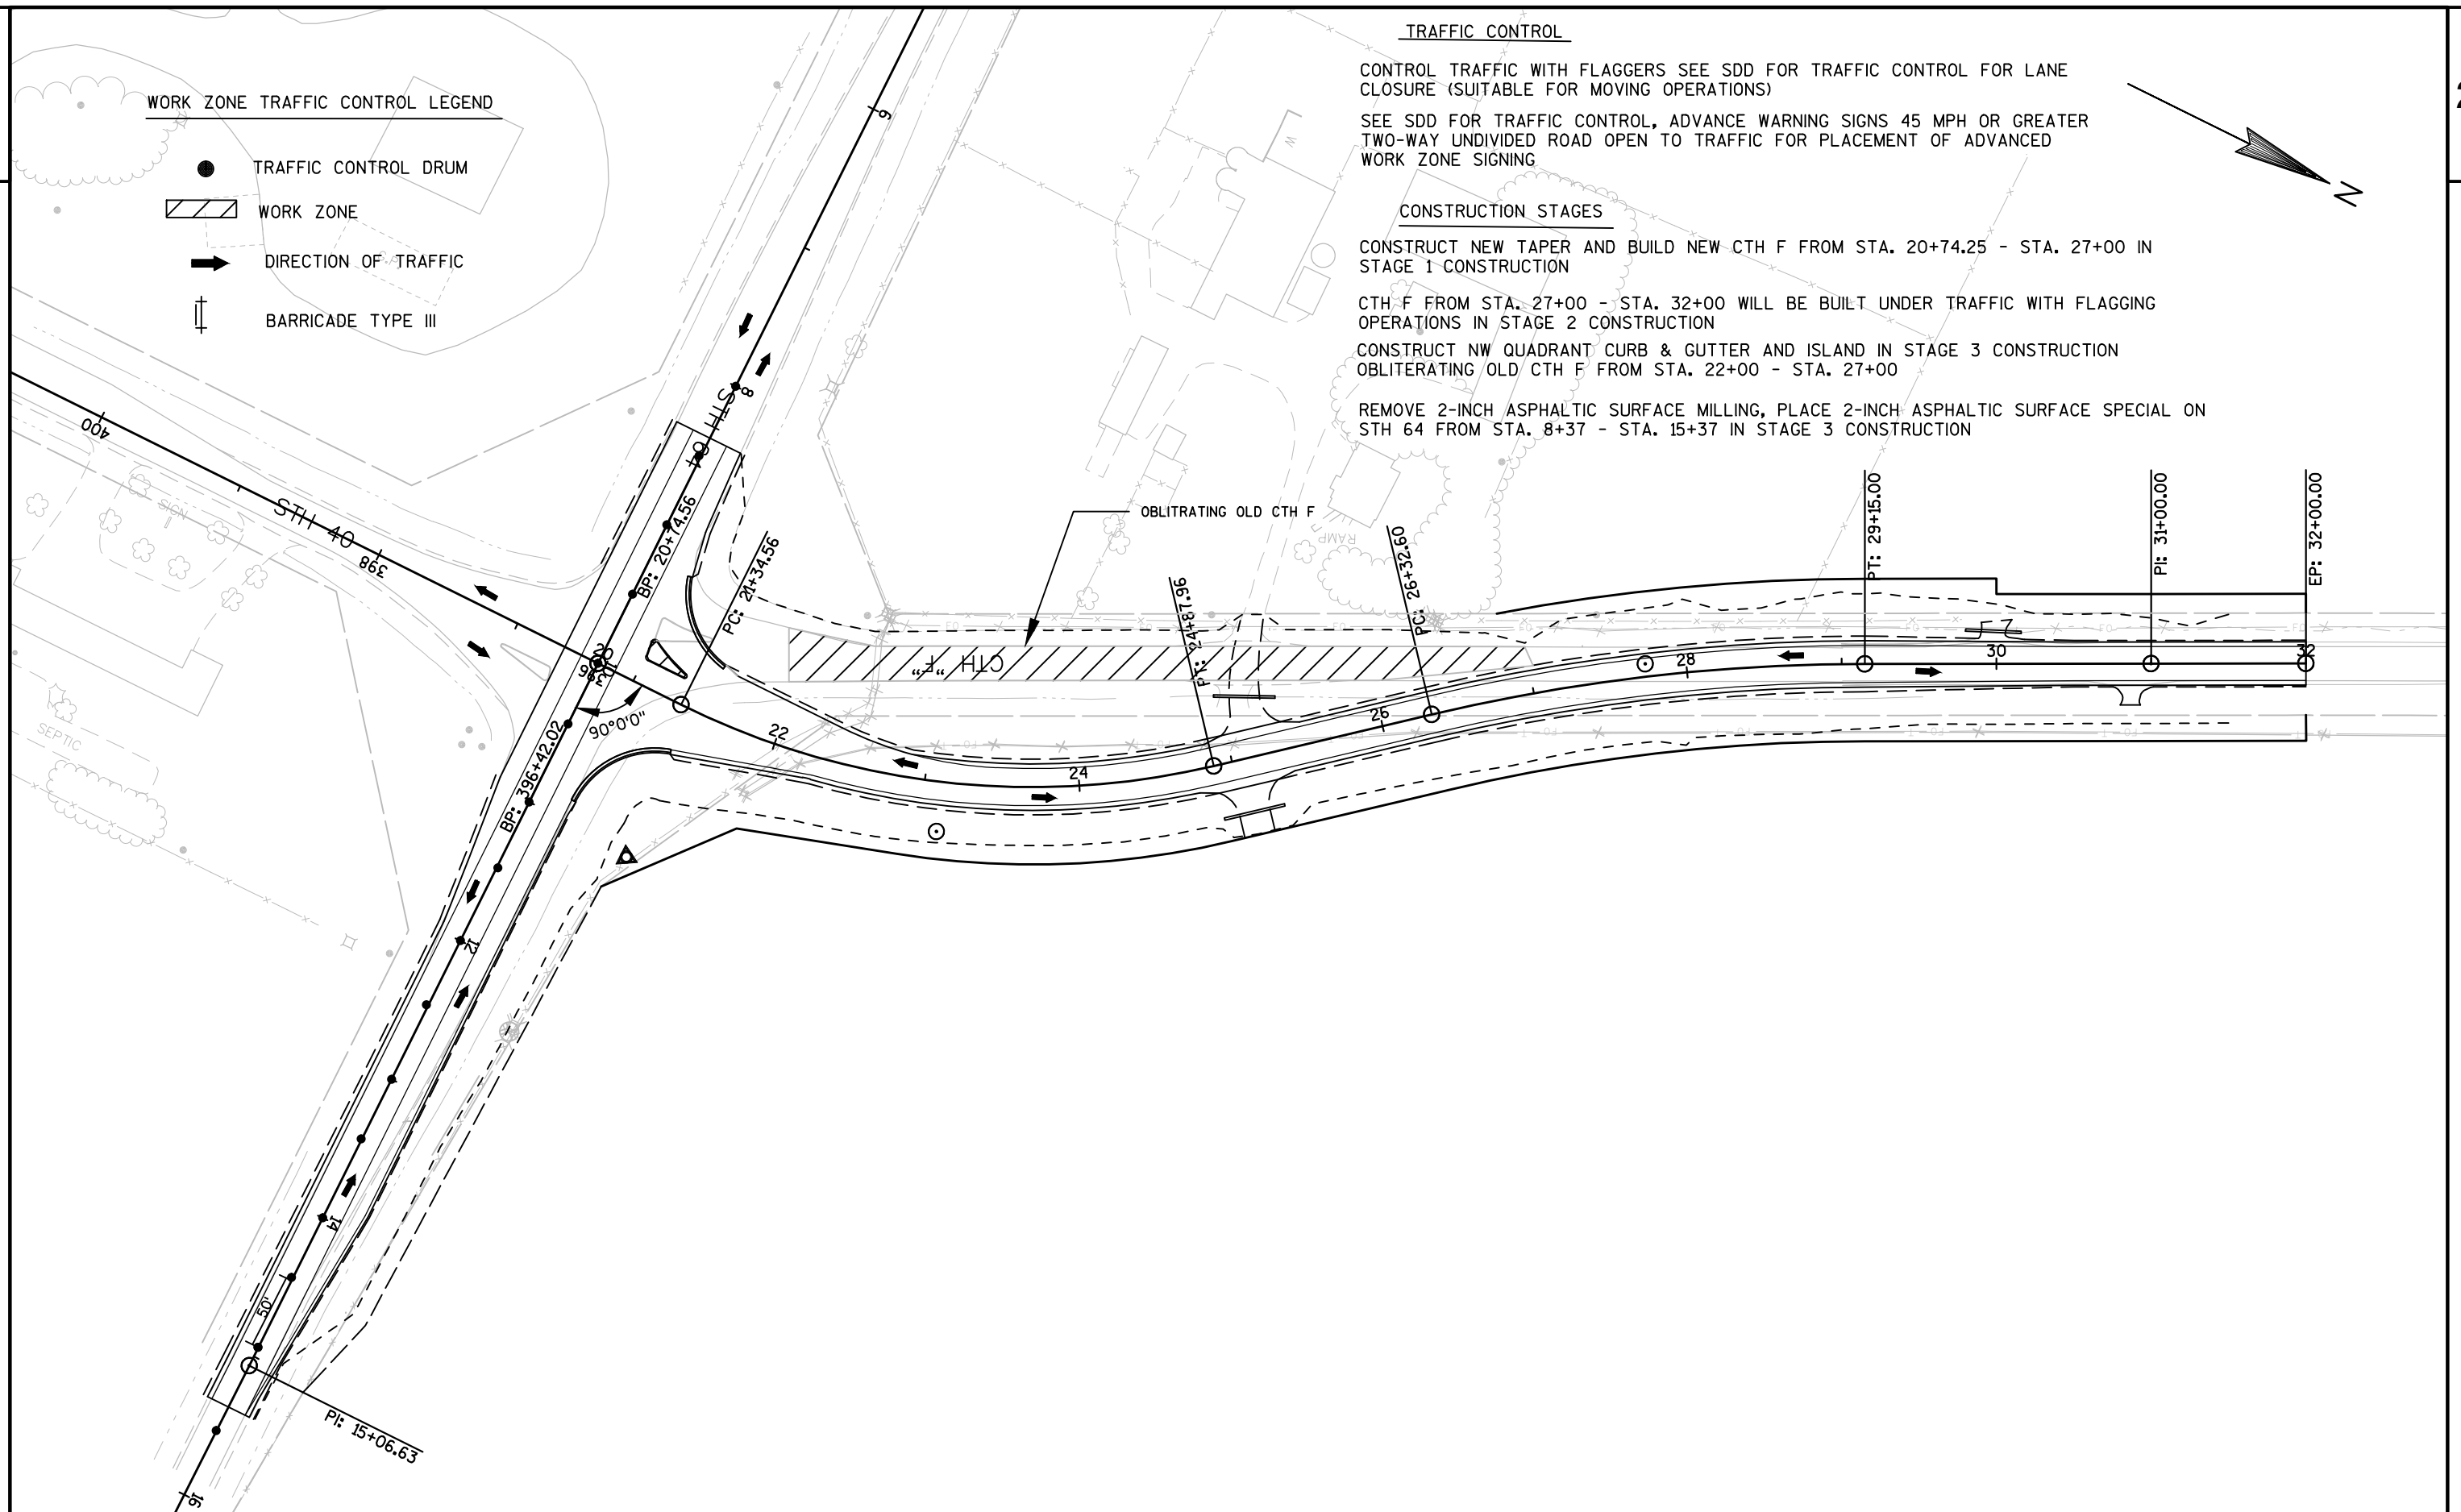 TRAFFIC CONTROL
CONTROL TRAFFIC WITH FLAGGERS SEE SDD FOR TRAFFIC CONTROL FOR LANE
CLOSURE (SUITABLE FOR MOVING OPERATIONS)
SEE SDD FOR TRAFFIC CONTROL, ADVANCE WARNING SIGNS 45 MPH OR GREATER
TWO-WAY UNDIVIDED ROAD OPEN TO TRAFFIC FOR PLACEMENT OF ADVANCED
WORK ZONE SIGNING
CONSTRUCTION STAGES
CONSTRUCT NEW TAPER AND BUILD NEW CTH F FROM STA. 20+74.25 - STA. 27+00 IN
STAGE 1 CONSTRUCTION
CTH F FROM STA. 27+00 - STA. 32+00 WILL BE BUILT UNDER TRAFFIC WITH FLAGGING
OPERATIONS IN STAGE 2 CONSTRUCTION
CONSTRUCT NW QUADRANT CURB & GUTTER AND ISLAND IN STAGE 3 CONSTRUCTION
OBLITERATING OLD CTH F FROM STA. 22+00 - STA. 27+00
REMOVE 2-INCH ASPHALTIC SURFACE MILLING, PLACE 2-INCH ASPHALTIC SURFACE SPECIAL ON
STH 64 FROM STA. 8+37 - STA. 15+37 IN STAGE 3 CONSTRUCTION
N
WORK ZONE TRAFFIC CONTROL LEGEND
TRAFFIC CONTROL DRUM
WORK ZONE
DIRECTION OF TRAFFIC
BARRICADE TYPE III
6
8
STH 64
400
STH 40
398
SIGN
SEPTIC
RAMP
OBLITRATING OLD CTH F
BP: 20+74.56
PC: 21+34.56
PT: 24+87.96
PC: 26+32.60
PT: 29+15.00
PI: 31+00.00
EP: 32+00.00
CTH "F"
20
396
90°0'0"
BP: 396+42.02
22
24
26
28
30
32
12
14
50'
PI: 15+06.63
16